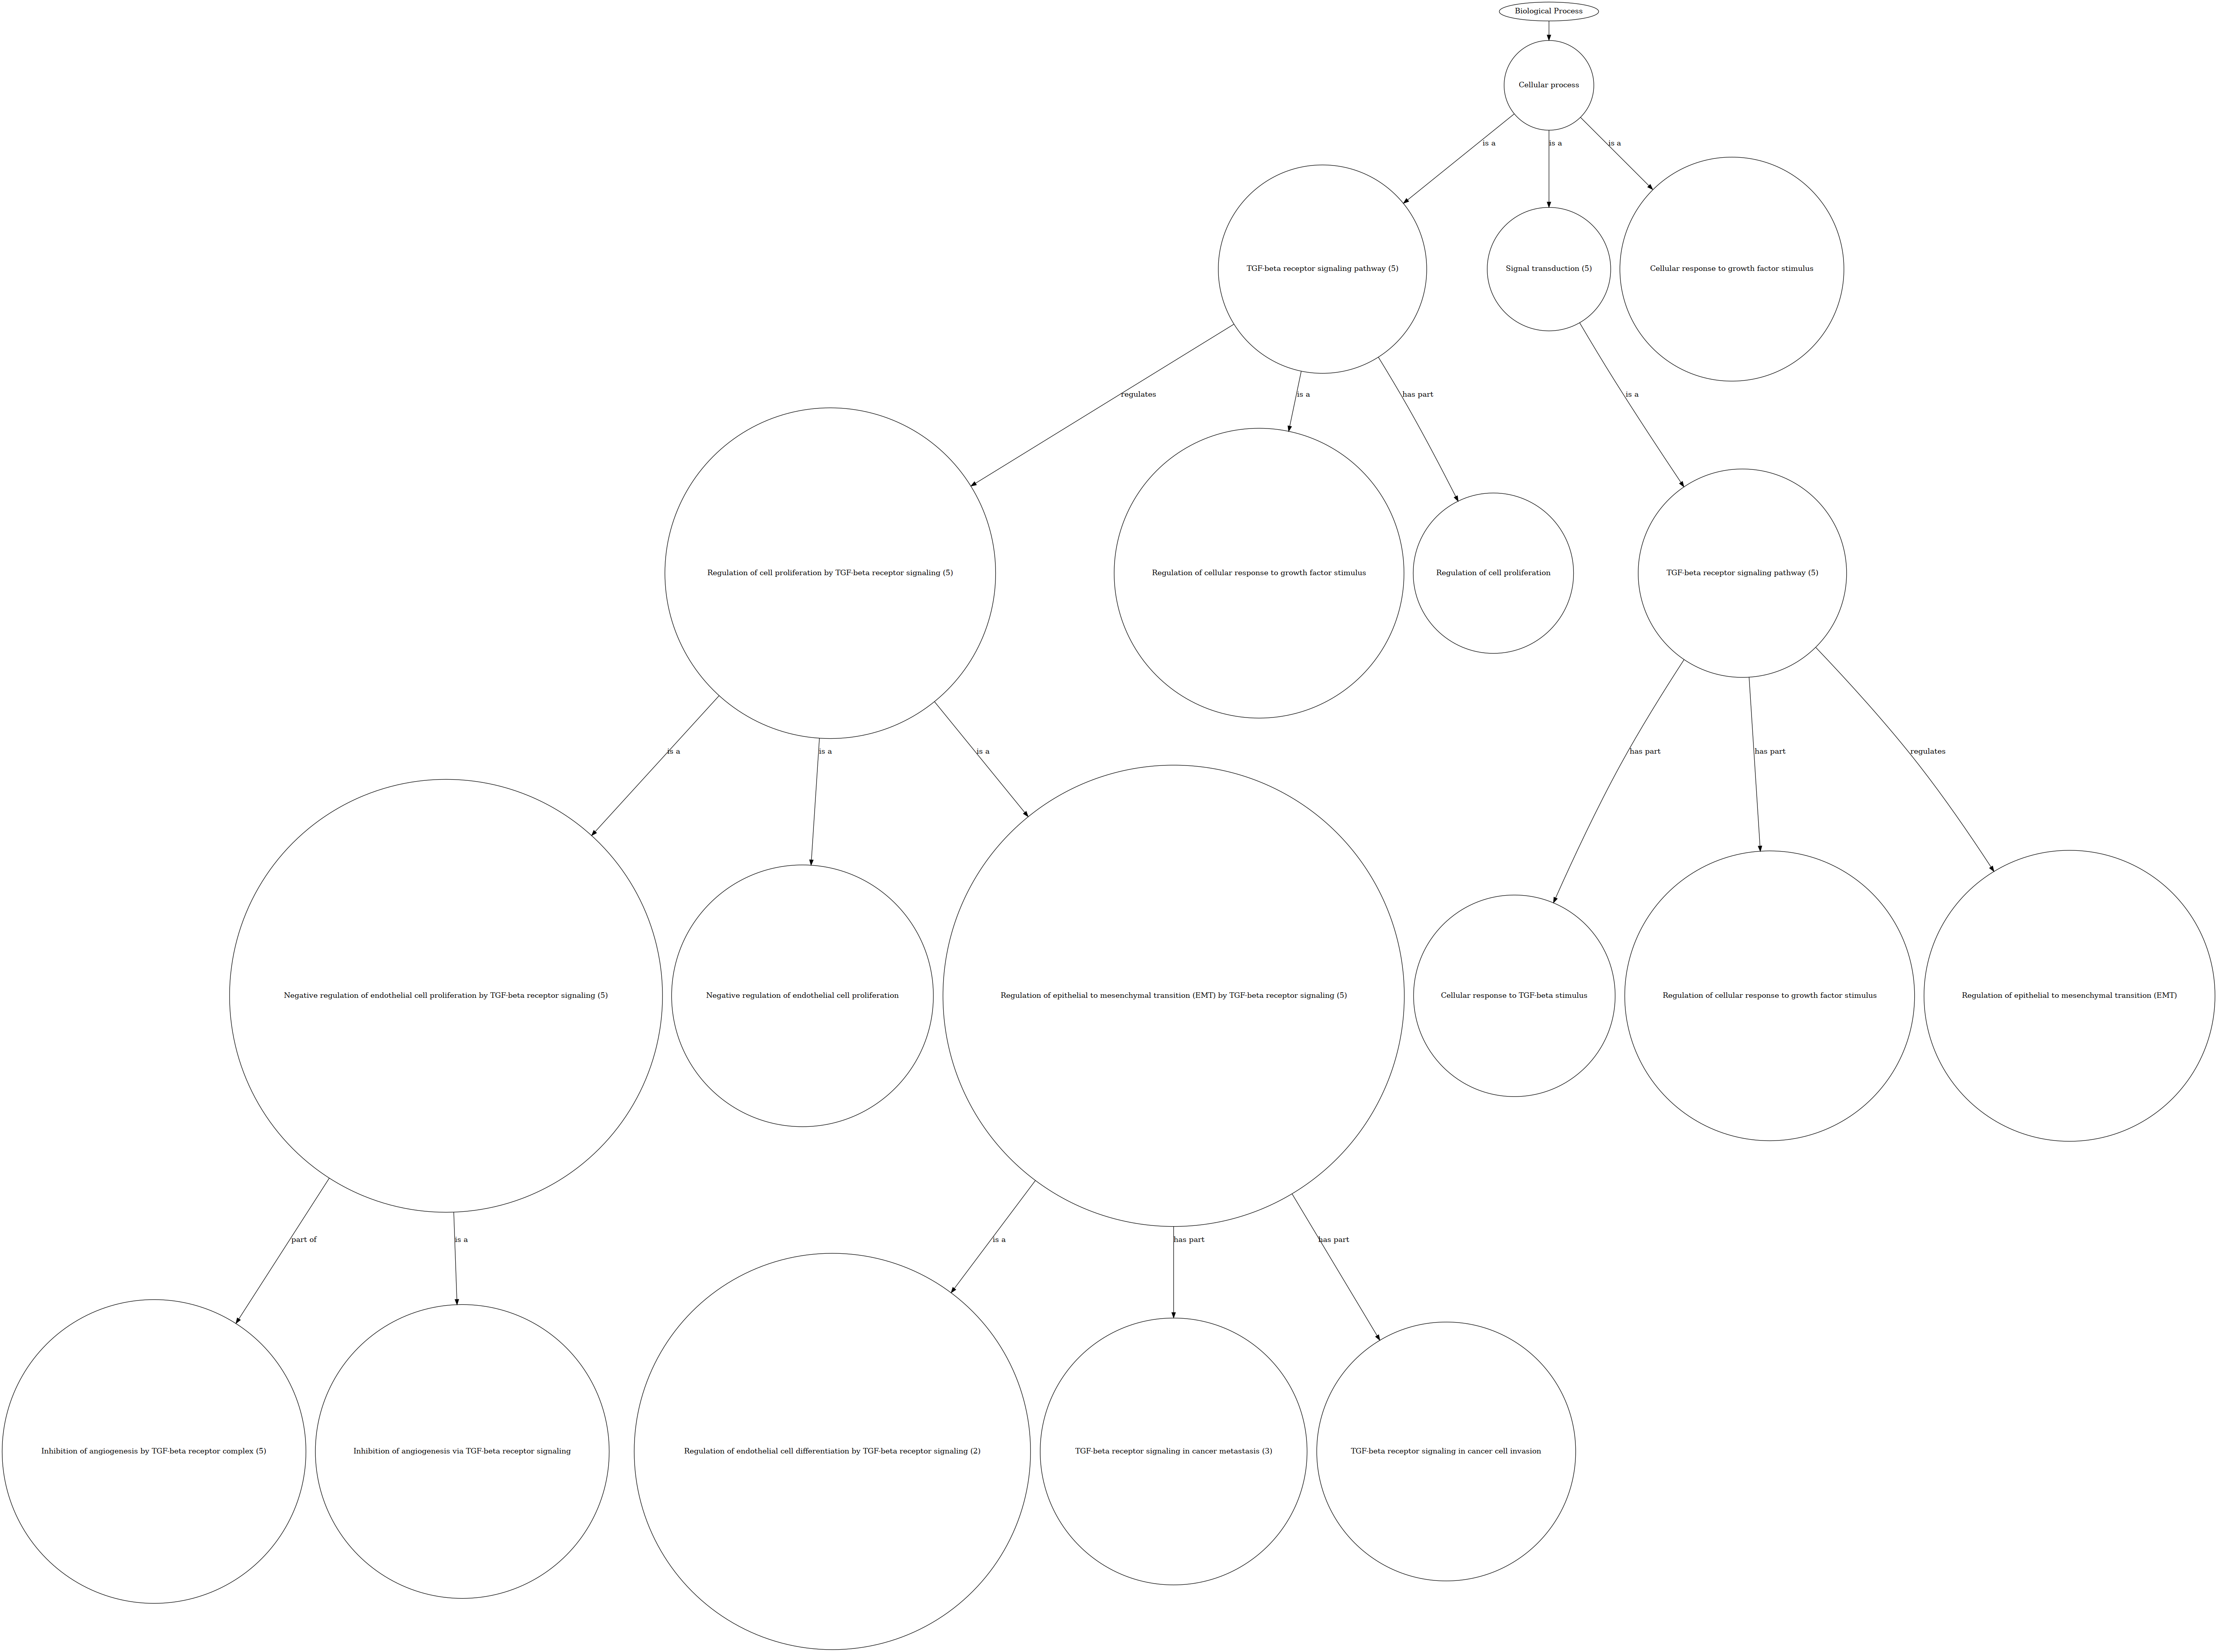 Biological Process
Cellular process
is a
is a
is a
TGF-beta receptor signaling pathway (5)
Signal transduction (5)
Cellular response to growth factor stimulus
regulates
is a
has part
is a
Regulation of cell proliferation by TGF-beta receptor signaling (5)
Regulation of cellular response to growth factor stimulus
Regulation of cell proliferation
TGF-beta receptor signaling pathway (5)
is a
is a
is a
has part
has part
regulates
Negative regulation of endothelial cell proliferation by TGF-beta receptor signaling (5)
Negative regulation of endothelial cell proliferation
Regulation of epithelial to mesenchymal transition (EMT) by TGF-beta receptor signaling (5)
Cellular response to TGF-beta stimulus
Regulation of cellular response to growth factor stimulus
Regulation of epithelial to mesenchymal transition (EMT)
part of
is a
is a
has part
has part
Inhibition of angiogenesis by TGF-beta receptor complex (5)
Inhibition of angiogenesis via TGF-beta receptor signaling
Regulation of endothelial cell differentiation by TGF-beta receptor signaling (2)
TGF-beta receptor signaling in cancer metastasis (3)
TGF-beta receptor signaling in cancer cell invasion